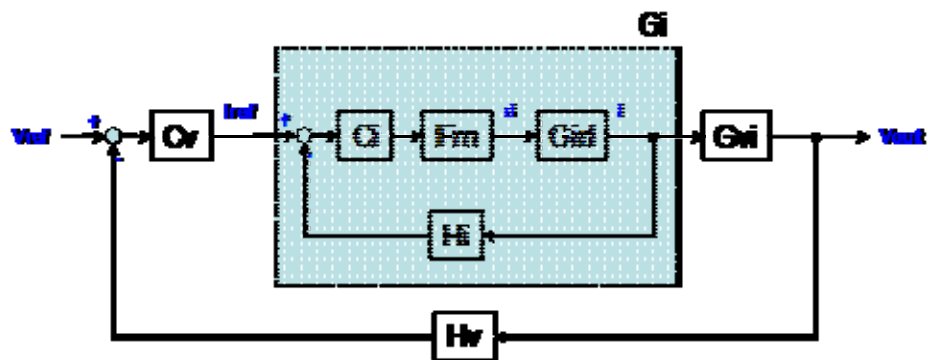 Gi
Vref
+
-
Cv
Iref
+
-
Ci
Fm
d
Gid
i
Gvi
Vout
Hi
Hv